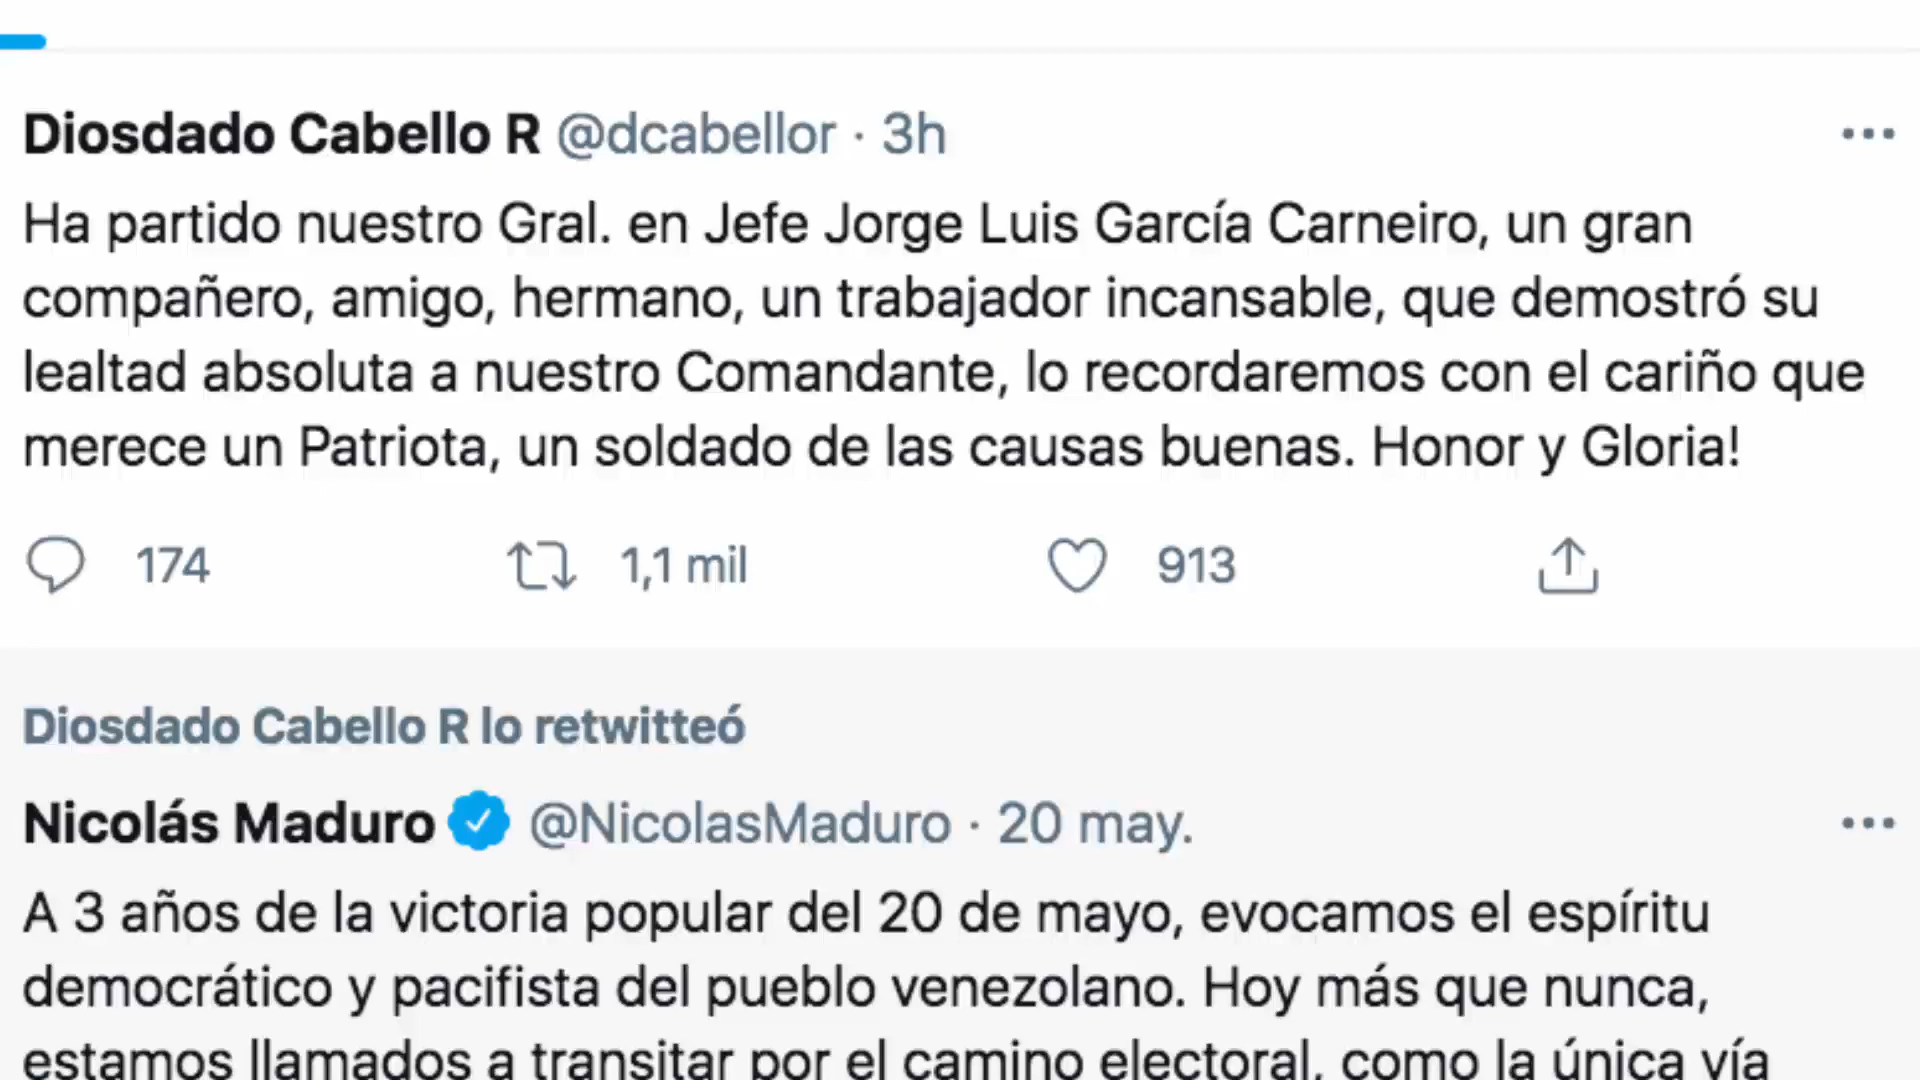 Diosdado Cabello R @dcabellor · 3h
Ha partido nuestro Gral. en Jefe Jorge Luis García Carneiro, un gran
compañero, amigo, hermano, un trabajador incansable, que demostró su
lealtad absoluta a nuestro Comandante, lo recordaremos con el cariño que
merece un Patriota, un soldado de las causas buenas. Honor y Gloria!
174 1,1 mil 913
Diosdado Cabello R lo retwitteó
Nicolás Maduro @NicolasMaduro · 20 may.
A 3 años de la victoria popular del 20 de mayo, evocamos el espíritu
democrático y pacifista del pueblo venezolano. Hoy más que nunca,
estamos llamados a transitar por el camino electoral, como la única vía